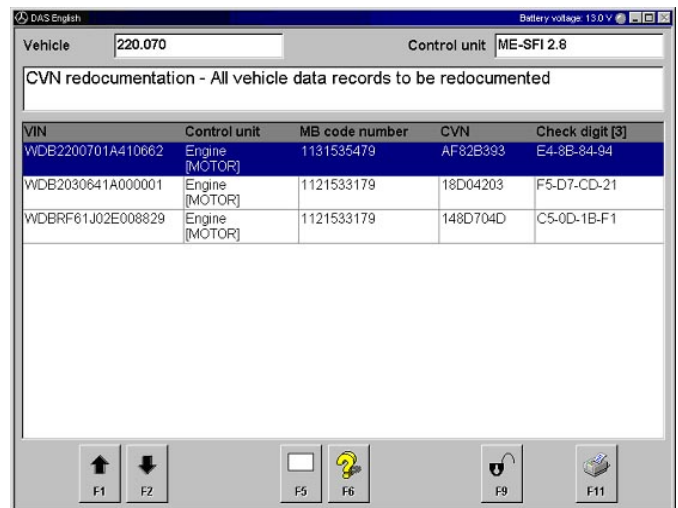 DAS English Battery voltage: 13.0 V
Vehicle 220.070 Control unit ME-SFI 2.8
CVN redocumentation - All vehicle data records to be redocumented
VIN Control unit MB code number CVN Check digit [3]
WDB2200701A410662 Engine 1131535479 AF82B393 E4-8B-84-94
[MOTOR]
WDB2030641A000001 Engine 1121533179 18D04203 F5-D7-CD-21
[MOTOR]
WDBRF61J02E008829 Engine 1121533179 148D704D C5-0D-1B-F1
[MOTOR]
F1 F2 F5 F6 F9 F11